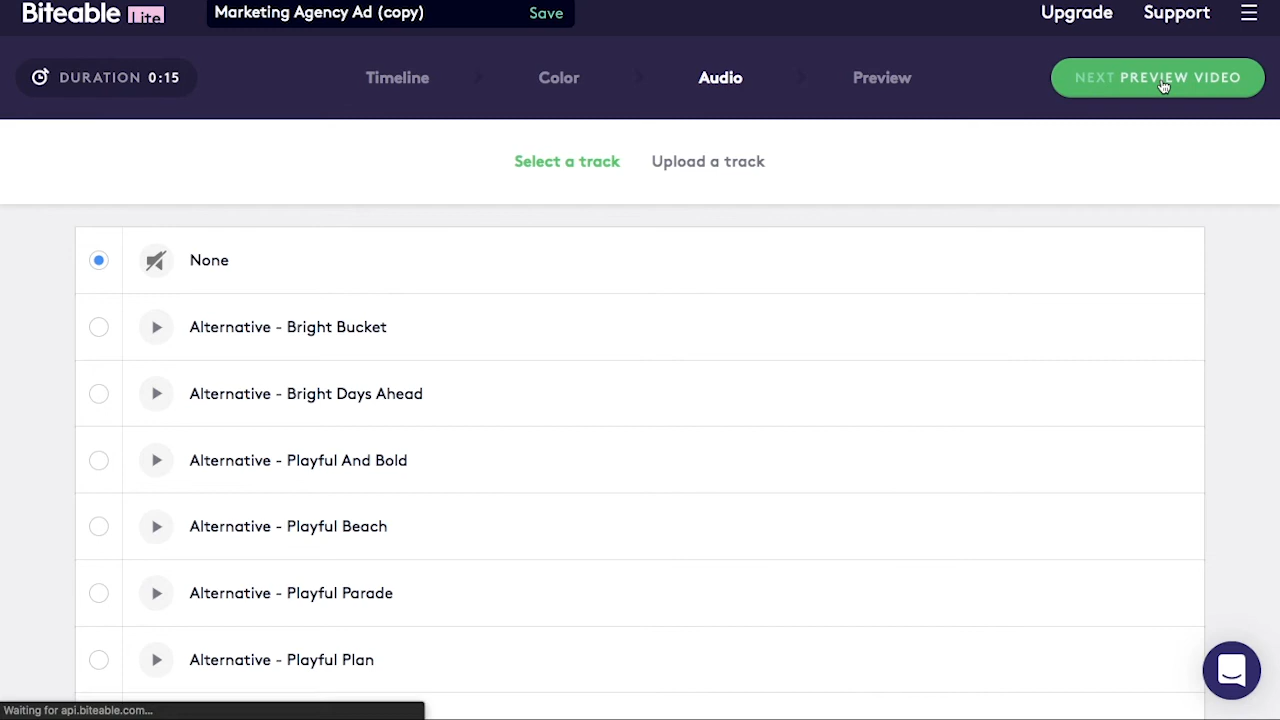 Biteable Lite
Marketing Agency Ad (copy) Save
Upgrade Support
DURATION 0:15
Timeline Color Audio Preview
NEXT PREVIEW VIDEO
Select a track Upload a track
None
Alternative - Bright Bucket
Alternative - Bright Days Ahead
Alternative - Playful And Bold
Alternative - Playful Beach
Alternative - Playful Parade
Alternative - Playful Plan
Waiting for api.biteable.com...